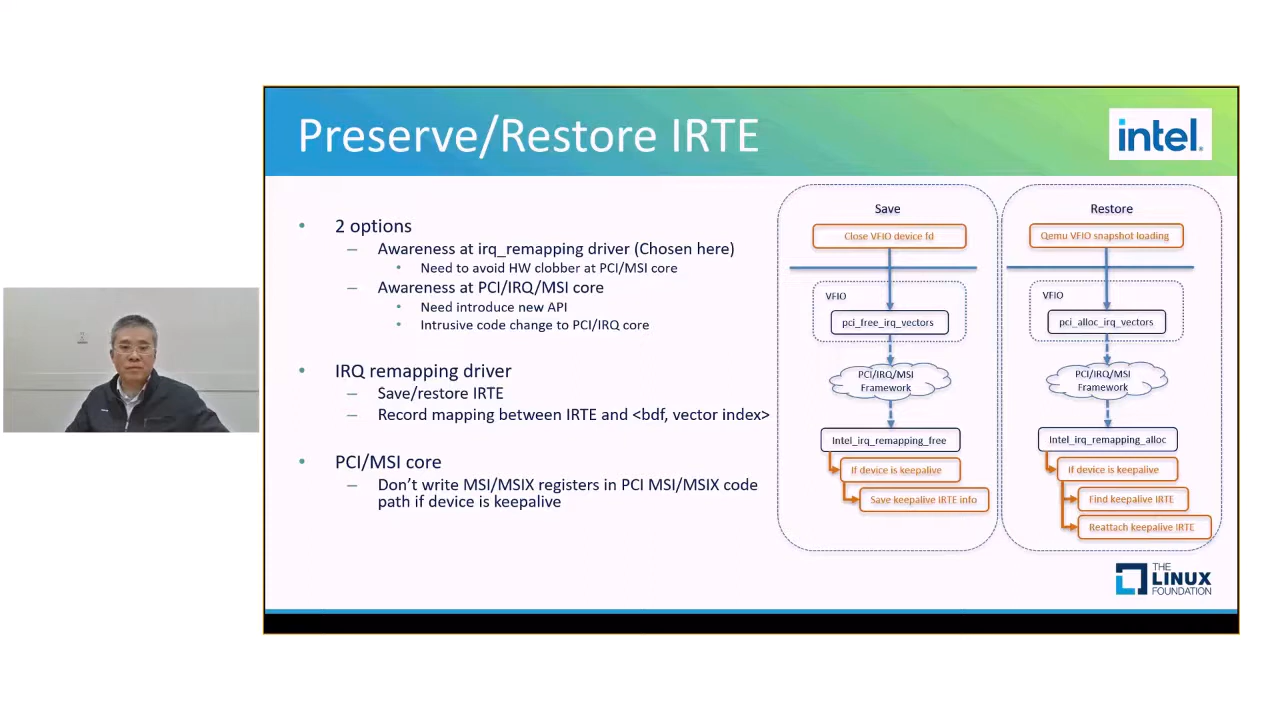 Preserve/Restore IRTE
intel.
• 2 options
– Awareness at irq_remapping driver (Chosen here)
• Need to avoid HW clobber at PCI/MSI core
– Awareness at PCI/IRQ/MSI core
• Need introduce new API
• Intrusive code change to PCI/IRQ core
• IRQ remapping driver
– Save/restore IRTE
– Record mapping between IRTE and <bdf, vector index>
• PCI/MSI core
– Don't write MSI/MSIX registers in PCI MSI/MSIX code
path if device is keepalive
Save
Close VFIO device fd
VFIO
pci_free_irq_vectors
PCI/IRQ/MSI
Framework
Intel_irq_remapping_free
If device is keepalive
Save keepalive IRTE info
Restore
Qemu VFIO snapshot loading
VFIO
pci_alloc_irq_vectors
PCI/IRQ/MSI
Framework
Intel_irq_remapping_alloc
If device is keepalive
Find keepalive IRTE
Reattach keepalive IRTE
THE
LINUX
FOUNDATION